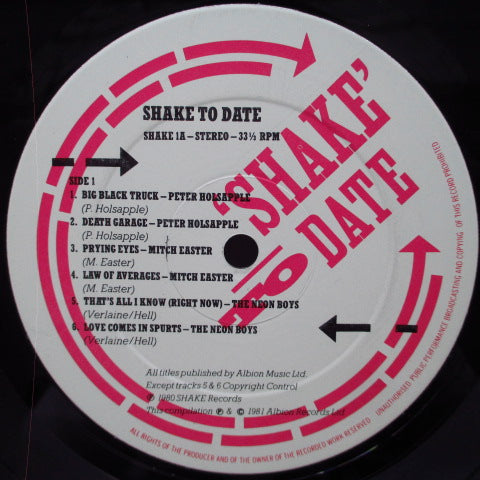 SHAKE TO DATE
SHAKE 1A – STEREO – 33⅓ RPM
'SHAKE'
TO DATE
SIDE 1
1. BIG BLACK TRUCK – PETER HOLSAPPLE
(P. Holsapple)
2. DEATH GARAGE – PETER HOLSAPPLE
(P. Holsapple)
3. PRYING EYES – MITCH EASTER
(M. Easter)
4. LAW OF AVERAGES – MITCH EASTER
(M. Easter)
5. THAT'S ALL I KNOW (RIGHT NOW) – THE NEON BOYS
(Verlaine/Hell)
6. LOVE COMES IN SPURTS – THE NEON BOYS
(Verlaine/Hell)
All titles published by Albion Music Ltd.
Except tracks 5 & 6 Copyright Control
℗ 1980 SHAKE Records
This compilation ℗ & © 1981 Albion Records Ltd
ALL RIGHTS OF THE PRODUCER AND OF THE OWNER OF THE RECORDED WORK RESERVED UNAUTHORISED PUBLIC PERFORMANCE BROADCASTING AND COPYING OF THIS RECORD PROHIBITED